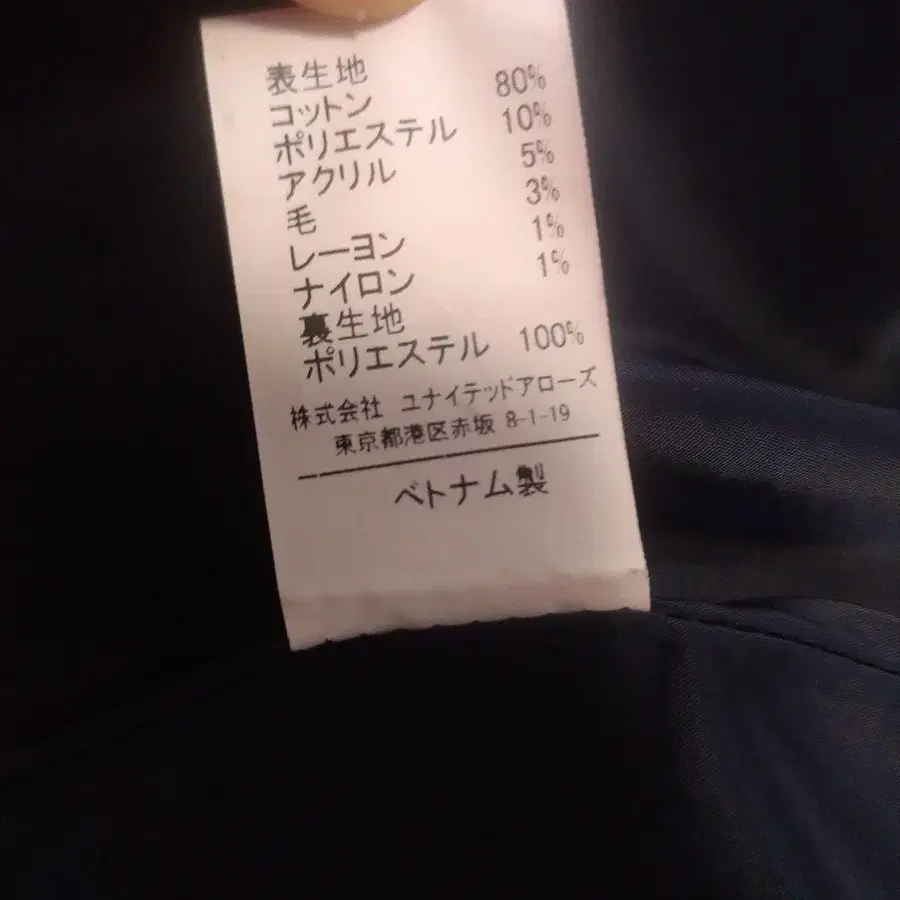 表生地
コットン 80%
ポリエステル 10%
アクリル 5%
毛 3%
レーヨン 1%
ナイロン 1%
裏生地
ポリエステル 100%
株式会社 ユナイテッドアローズ
東京都港区赤坂 8-1-19
ベトナム製